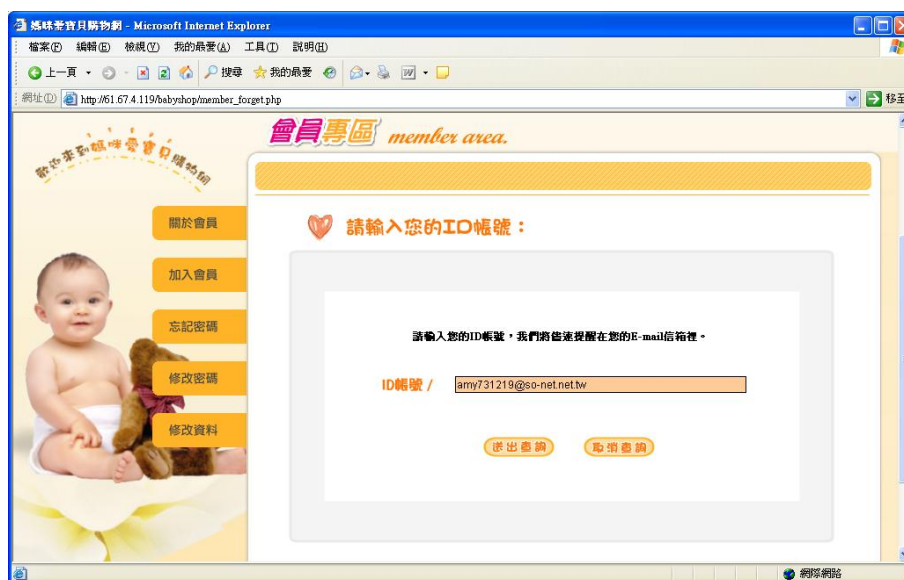 媽咪愛寶貝購物網 - Microsoft Internet Explorer
檔案(F) 編輯(E) 檢視(V) 我的最愛(A) 工具(T) 說明(H)
上一頁 搜尋 我的最愛
網址(D) http://61.67.4.119/babyshop/member_forget.php 移至
歡迎來到媽咪愛寶貝購物網
會員專區 member area.
關於會員
加入會員
忘記密碼
修改密碼
修改資料
請輸入您的ID帳號：
請輸入您的ID帳號，我們將儘速提醒在您的E-mail信箱裡。
ID帳號 / amy731219@so-net.net.tw
送出查詢 取消查詢
網際網路